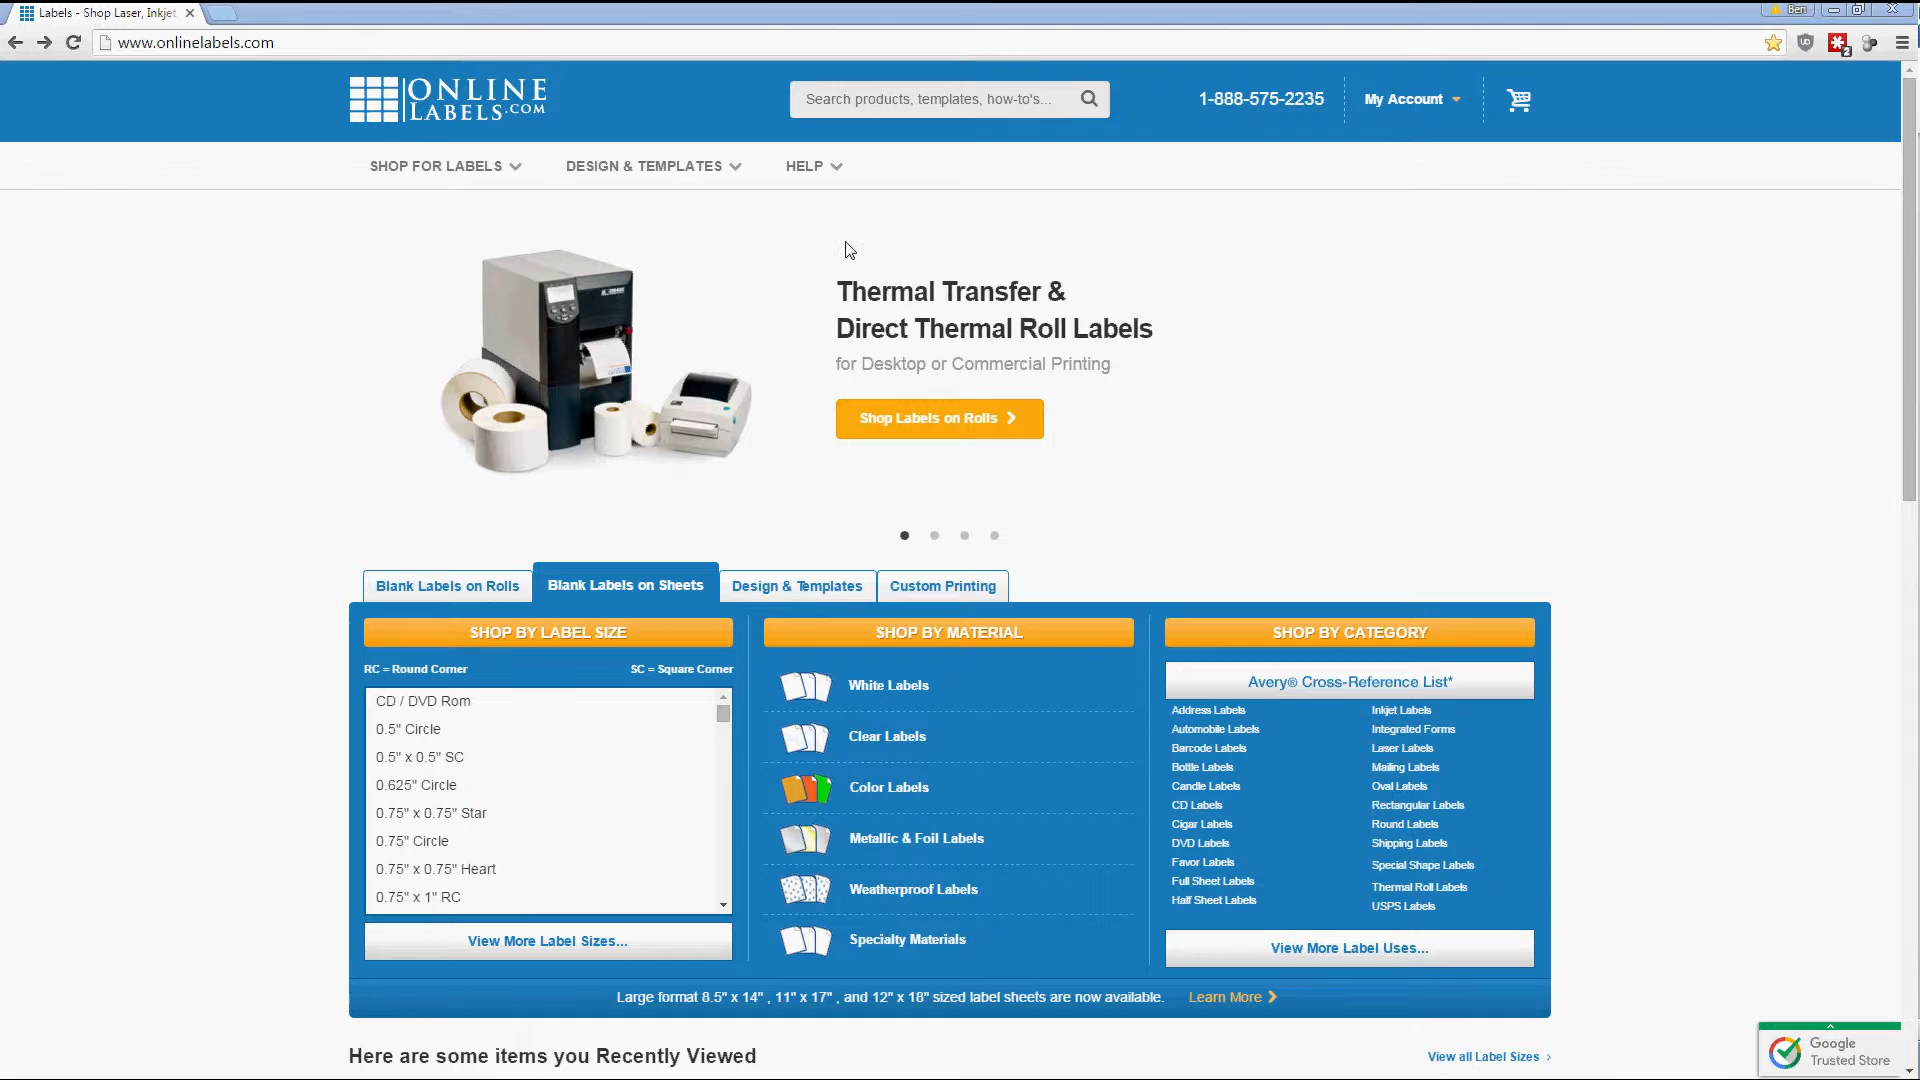 Labels - Shop Laser, Inkjet,
Ben
www.onlinelabels.com
2
ONLINE
LABELS.COM
Search products, templates, how-to's...
1-888-575-2235
My Account
SHOP FOR LABELS
DESIGN & TEMPLATES
HELP
Thermal Transfer &
Direct Thermal Roll Labels
for Desktop or Commercial Printing
Shop Labels on Rolls
Blank Labels on Rolls
Blank Labels on Sheets
Design & Templates
Custom Printing
SHOP BY LABEL SIZE
RC = Round Corner
SC = Square Corner
CD / DVD Rom
0.5" Circle
0.5" x 0.5" SC
0.625" Circle
0.75" x 0.75" Star
0.75" Circle
0.75" x 0.75" Heart
0.75" x 1" RC
View More Label Sizes...
SHOP BY MATERIAL
White Labels
Clear Labels
Color Labels
Metallic & Foil Labels
Weatherproof Labels
Specialty Materials
SHOP BY CATEGORY
Avery® Cross-Reference List*
Address Labels
Automobile Labels
Barcode Labels
Bottle Labels
Candle Labels
CD Labels
Cigar Labels
DVD Labels
Favor Labels
Full Sheet Labels
Half Sheet Labels
Inkjet Labels
Integrated Forms
Laser Labels
Mailing Labels
Oval Labels
Rectangular Labels
Round Labels
Shipping Labels
Special Shape Labels
Thermal Roll Labels
USPS Labels
View More Label Uses...
Large format 8.5" x 14" , 11" x 17" , and 12" x 18" sized label sheets are now available.
Learn More
Here are some items you Recently Viewed
View all Label Sizes
Google
Trusted Store